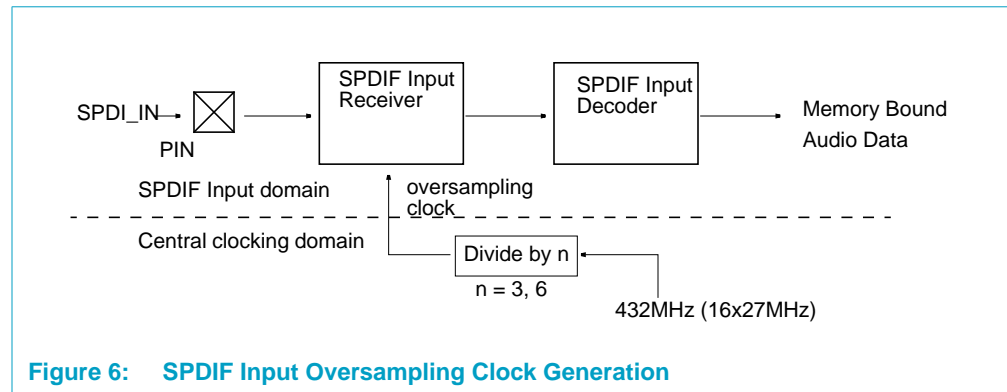 SPDI_IN
PIN
SPDIF Input
Receiver
SPDIF Input
Decoder
Memory Bound
Audio Data
SPDIF Input domain
oversampling
clock
Central clocking domain
Divide by n
n = 3, 6
432MHz (16x27MHz)
Figure 6: SPDIF Input Oversampling Clock Generation